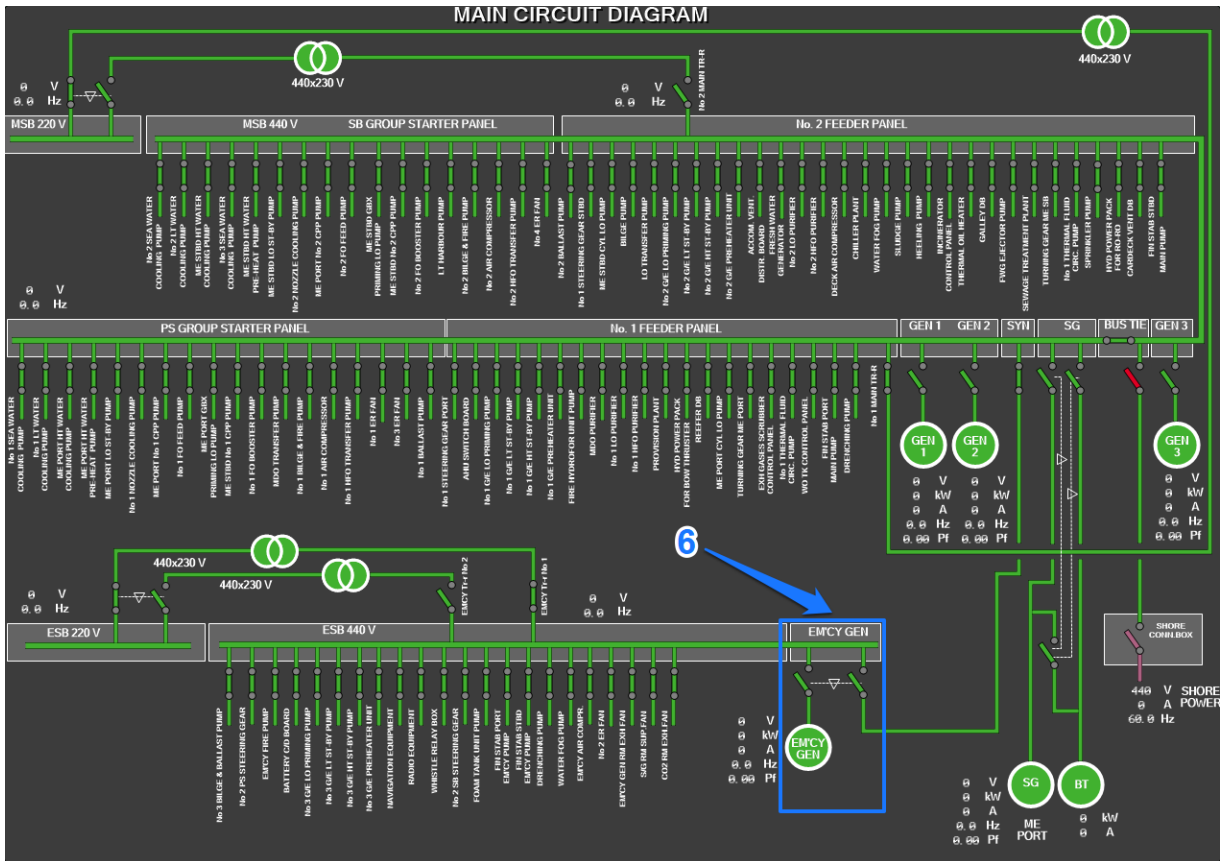 MAIN CIRCUIT DIAGRAM
440x230 V
440x230 V
0 V
0.0 Hz
0 V
0.0 Hz
No 2 MAIN TR-R
MSB 220 V
MSB 440 V
SB GROUP STARTER PANEL
No. 2 FEEDER PANEL
No 2 SEA WATER
COOLING PUMP
No 2 LT WATER
COOLING PUMP
ME STBD HT WATER
COOLING PUMP
No 3 SEA WATER
COOLING PUMP
ME STBD HT WATER
PRE-HEAT PUMP
ME STBD LO ST-BY PUMP
No 2 NOZZLE COOLING PUMP
ME PORT No 2 CPP PUMP
No 2 FO FEED PUMP
ME STBD GBX
PRIMING LO PUMP
ME STBD No 2 CPP PUMP
No 2 FO BOOSTER PUMP
LT HARBOUR PUMP
No 2 BILGE & FIRE PUMP
No 2 AIR COMPRESSOR
No 2 HFO TRANSFER PUMP
No 4 ER FAN
No 2 BALLAST PUMP
No 1 STEERING GEAR STBD
ME STBD CYL LO PUMP
BILGE PUMP
LO TRANSFER PUMP
No 2 G/E LO PRIMING PUMP
No 2 G/E LT ST-BY PUMP
No 2 G/E HT ST-BY PUMP
No 2 G/E PREHEATER UNIT
ACCOM. VENT.
DISTR. BOARD
FRESH WATER
GENERATOR
No 2 LO PURIFIER
No 2 HFO PURIFIER
DECK AIR COMPRESSOR
CHILLER PLANT
WATER FOG PUMP
SLUDGE PUMP
HEELING PUMP
INCINERATOR
CONTROL PANEL
THERMAL OIL HEATER
GALLEY DB
FWG EJECTOR PUMP
SEWAGE TREATMENT PLANT
TURNING GEAR ME SB
No 1 THERMAL FLUID
CIRC. PUMP
SPRINKLER PUMP
HYD POWER PACK
FOR RO-RO
CARDECK VENT DB
FIN STAB STBD
MAIN PUMP
0 V
0.0 Hz
PS GROUP STARTER PANEL
No. 1 FEEDER PANEL
GEN 1
GEN 2
SYN
SG
BUS TIE
GEN 3
No 1 SEA WATER
COOLING PUMP
No 1 LT WATER
COOLING PUMP
ME PORT HT WATER
COOLING PUMP
ME PORT HT WATER
PRE-HEAT PUMP
ME PORT LO ST-BY PUMP
No 1 NOZZLE COOLING PUMP
ME PORT No 1 CPP PUMP
No 1 FO FEED PUMP
ME PORT GBX
PRIMING LO PUMP
ME STBD No 1 CPP PUMP
No 1 FO BOOSTER PUMP
MDO TRANSFER PUMP
No 1 BILGE & FIRE PUMP
No 1 AIR COMPRESSOR
No 1 HFO TRANSFER PUMP
No 1 ER FAN
No 3 ER FAN
No 1 BALLAST PUMP
No 1 STEERING GEAR PORT
AHU SWITCH BOARD
No 1 G/E LO PRIMING PUMP
No 1 G/E LT ST-BY PUMP
No 1 G/E HT ST-BY PUMP
No 1 G/E PREHEATER UNIT
FIRE HYDROFOR UNIT PUMP
MDO PURIFIER
No 1 LO PURIFIER
No 1 HFO PURIFIER
PROVISION PLANT
HYD POWER PACK
FOR BOW THRUSTER
REEFER DB
ME PORT CYL LO PUMP
TURNING GEAR ME PORT
EXH GASES SCRUBBER
CONTROL PANEL
No 1 THERMAL FLUID
CIRC. PUMP
WO TK CONTROL PANEL
FIN STAB PORT
MAIN PUMP
DRENCHING PUMP
No 1 MAIN TR-R
GEN
1
GEN
2
GEN
3
0 V
0 kW
0 A
0.0 Hz
0.00 Pf
0 V
0 kW
0 A
0.0 Hz
0.00 Pf
0 V
0 kW
0 A
0.0 Hz
0.00 Pf
6
440x230 V
440x230 V
EMCY Tr-r No 2
EMCY Tr-r No 1
0 V
0.0 Hz
0 V
0.0 Hz
ESB 220 V
ESB 440 V
EM'CY GEN
SHORE
CONN.BOX
No 3 BILGE & BALLAST PUMP
No 2 PS STEERING GEAR
EM'CY FIRE PUMP
BATTERY C/D BOARD
No 3 G/E LO PRIMING PUMP
No 3 G/E LT ST-BY PUMP
No 3 G/E HT ST-BY PUMP
No 3 G/E PREHEATER UNIT
NAVIGATION EQUIPMENT
RADIO EQUIPMENT
WHISTLE RELAY BOX
No 2 SB STEERING GEAR
FOAM TANK UNIT PUMP
FIN STAB PORT
EM'CY PUMP
FIN STAB STBD
EMCY PUMP
DRENCHING PUMP
WATER FOG PUMP
EM'CY AIR COMPR.
No 2 ER FAN
EM'CY GEN RM EXH.FAN
S/G RM SUP.FAN
CO2 RM EXH.FAN
0 V
0 kW
0 A
0.0 Hz
0.00 Pf
EM'CY
GEN
440 V
0 A
60.0 Hz
SHORE
POWER
0 V
0 kW
0 A
0.0 Hz
0.00 Pf
SG
ME
PORT
BT
0 kW
0 A